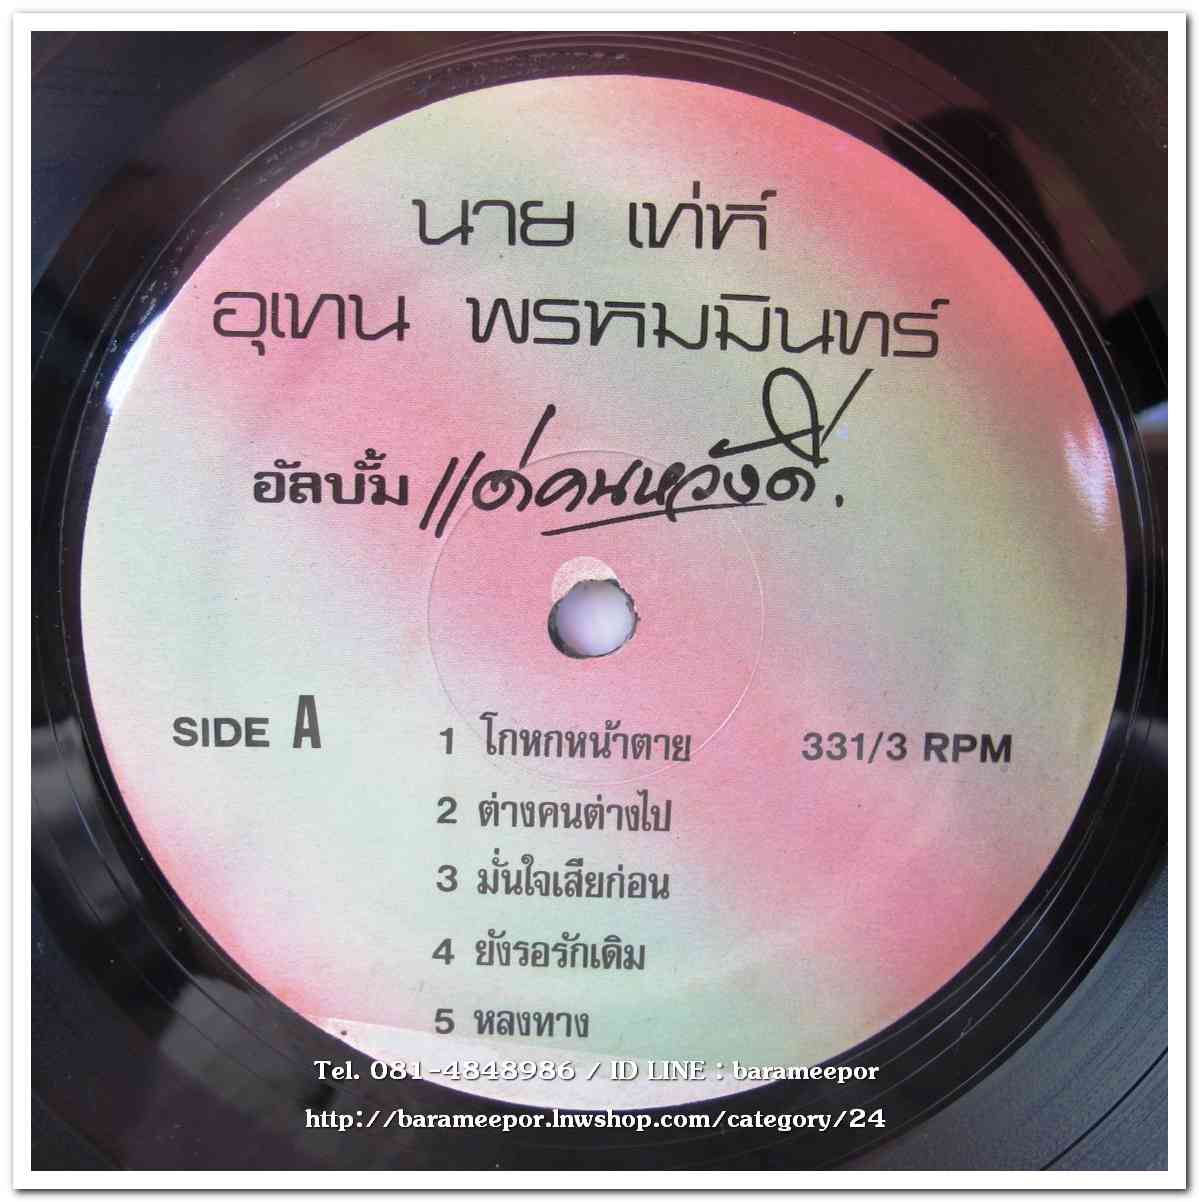 นาย เท่ห์
อุเทน พรหมมินทร์
อัลบั้ม แต่คนหวังดี.
SIDE A
331/3 RPM
1 โกหกหน้าตาย
2 ต่างคนต่างไป
3 มั่นใจเสียก่อน
4 ยังรอรักเดิม
5 หลงทาง
Tel. 081-4848986 / ID LINE : barameepor
http://barameepor.lnwshop.com/category/24